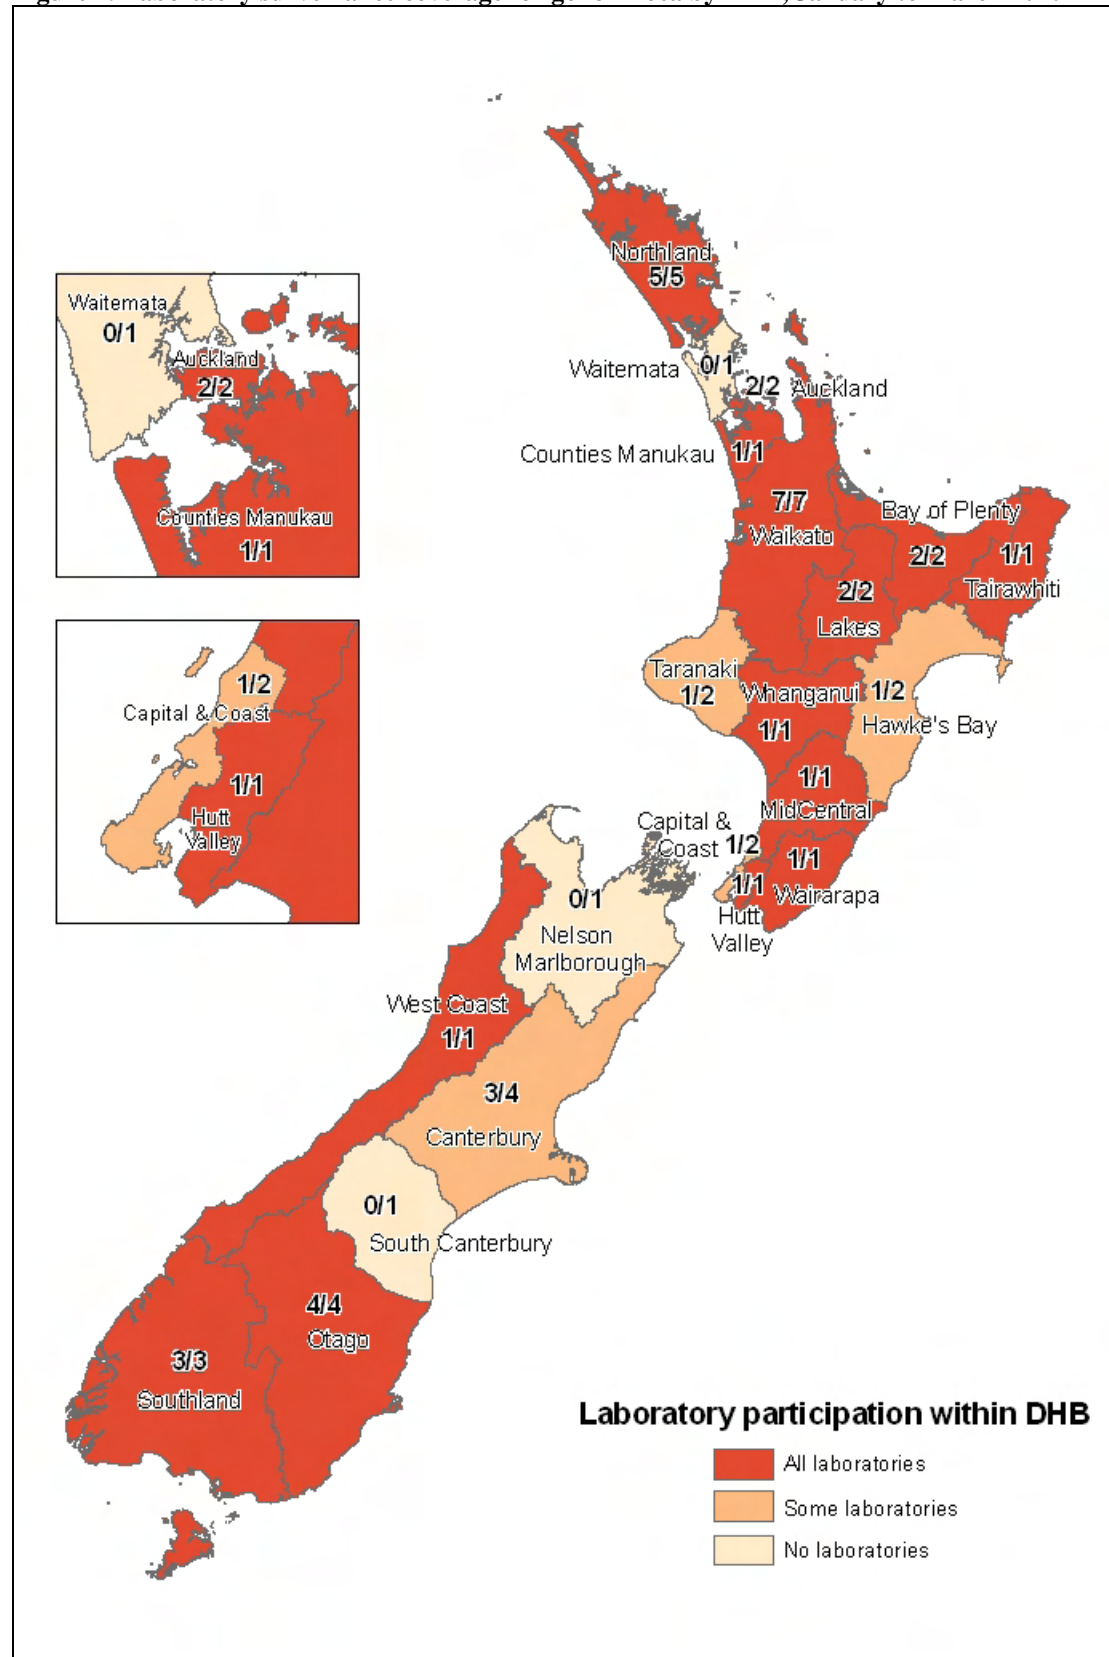 Northland
5/5
Waitemata
0/1
Auckland
2/2
Counties Manukau
1/1
Waitemata
0/1
2/2
Auckland
Counties Manukau
1/1
7/7
Waikato
Bay of Plenty
2/2
1/1
Tairawhiti
2/2
Lakes
Taranaki
1/2
Whanganui
1/1
1/2
Hawke's Bay
1/1
MidCentral
1/2
Capital & Coast
1/1
Hutt
Valley
Capital &
Coast 1/2
1/1
Wairarapa
1/1
Hutt
Valley
0/1
Nelson
Marlborough
West Coast
1/1
3/4
Canterbury
0/1
South Canterbury
4/4
Otago
3/3
Southland
Laboratory participation within DHB
All laboratories
Some laboratories
No laboratories